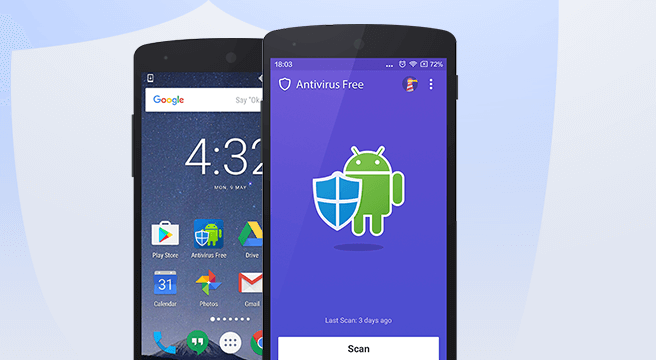 Google
Say "Ok
4:32
MON, 9 MAY
Play Store
Antivirus Free
Drive
31
Calendar
Photos
Gmail
18:03
72%
Antivirus Free
Last Scan: 3 days ago
Scan